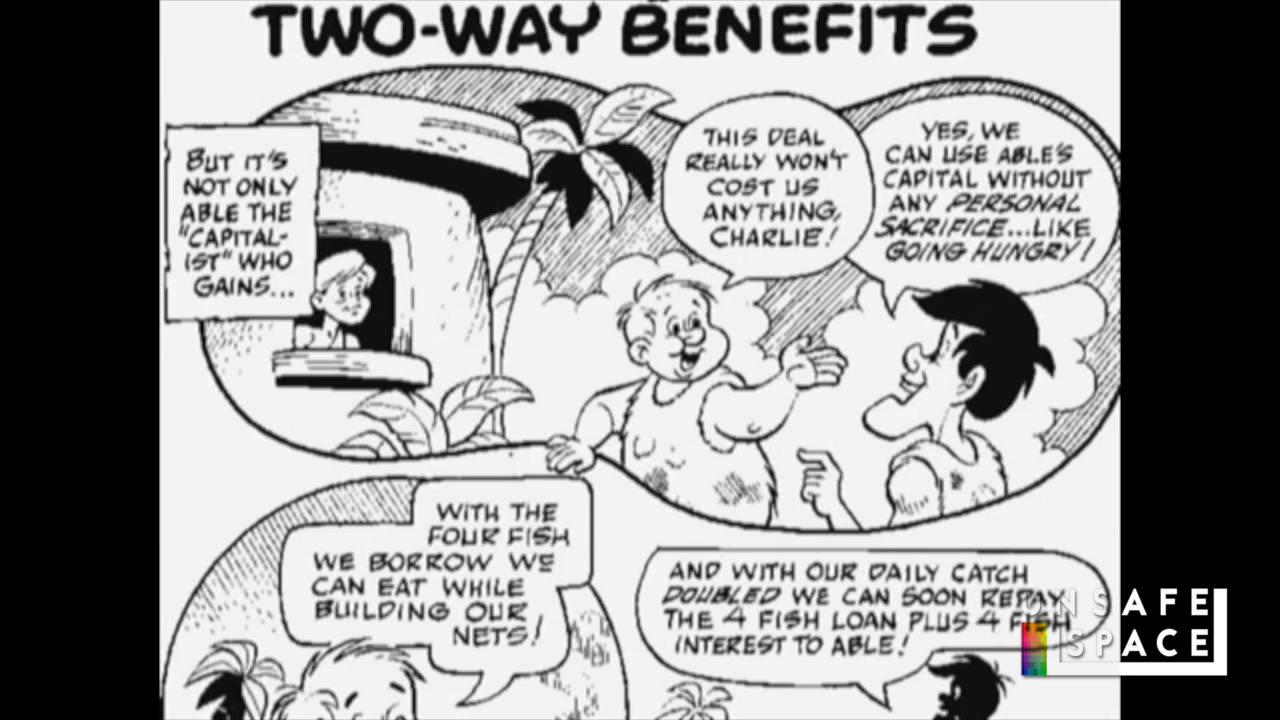 TWO-WAY BENEFITS
BUT IT'S
NOT ONLY
ABLE THE
"CAPITAL-
IST" WHO
GAINS...
THIS DEAL
REALLY WON'T
COST US
ANYTHING,
CHARLIE!
YES, WE
CAN USE ABLE'S
CAPITAL WITHOUT
ANY PERSONAL
SACRIFICE...LIKE
GOING HUNGRY!
WITH THE
FOUR FISH
WE BORROW WE
CAN EAT WHILE
BUILDING OUR
NETS!
AND WITH OUR DAILY CATCH
DOUBLED WE CAN SOON REPAY
THE 4 FISH LOAN PLUS 4 FISH
INTEREST TO ABLE!
UNSAFE
SPACE